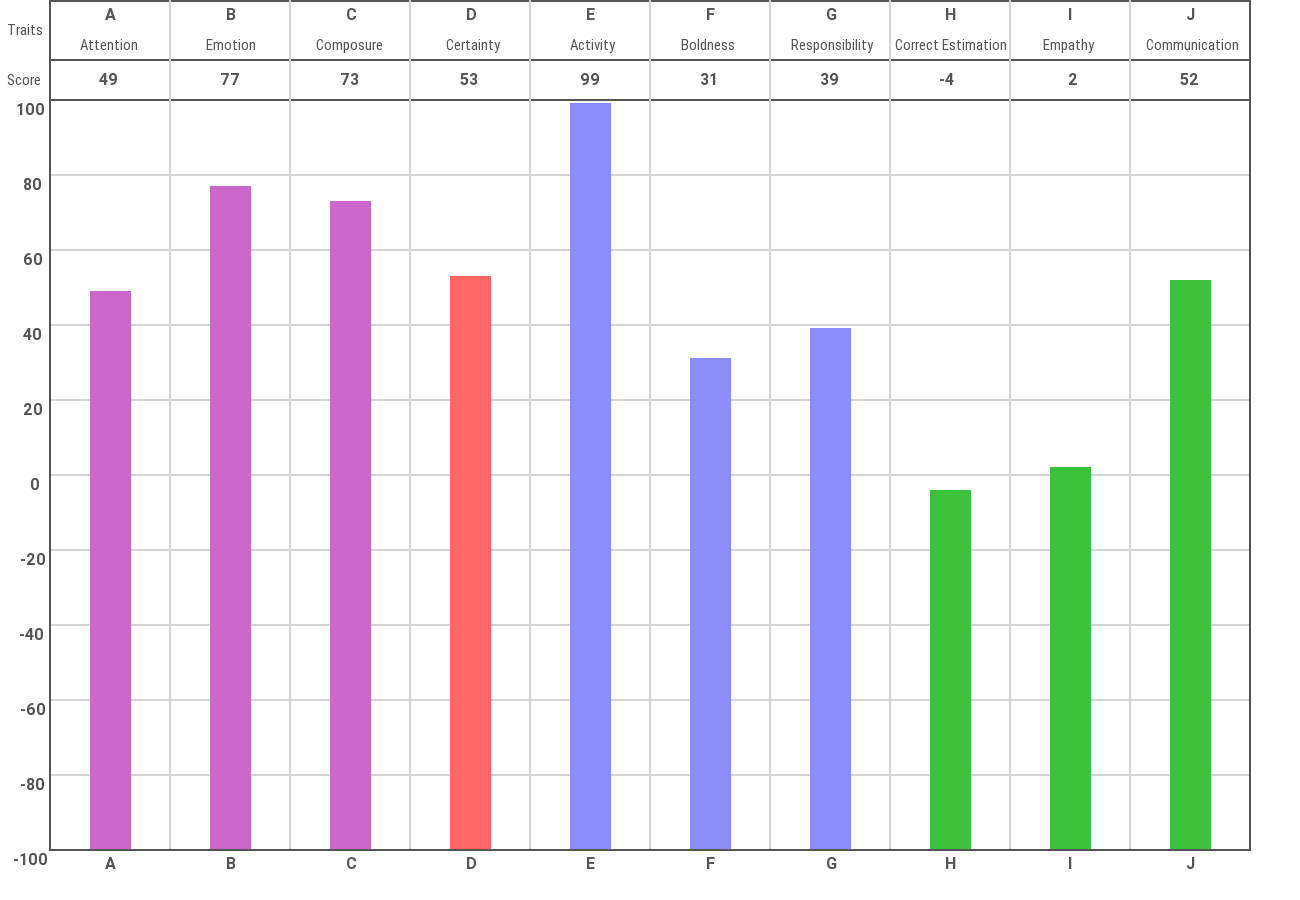 Traits
A B C D E F G H I J
Attention Emotion Composure Certainty Activity Boldness Responsibility Correct Estimation Empathy Communication
Score 49 77 73 53 99 31 39 -4 2 52
100
80
60
40
20
0
-20
-40
-60
-80
-100
A B C D E F G H I J